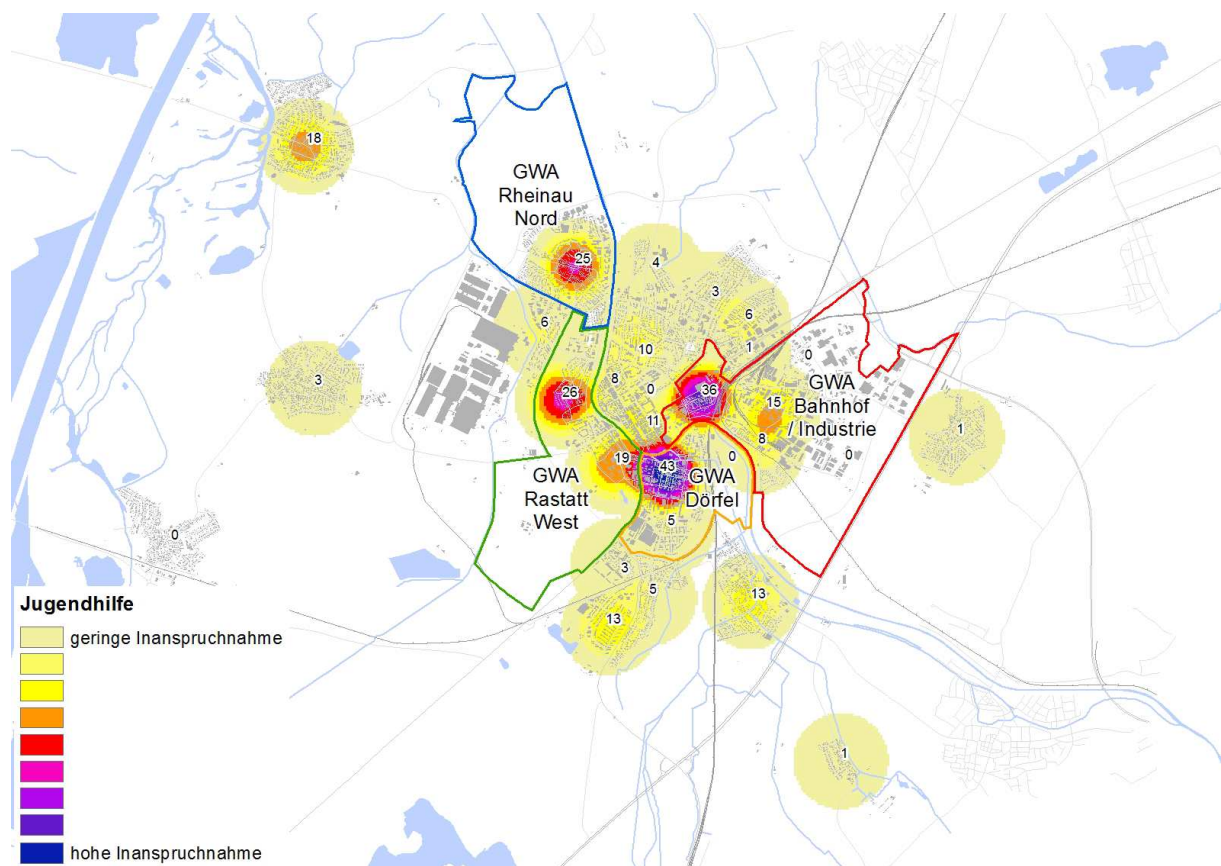 18
GWA
Rheinau
Nord
25
4
3
6
6
1
0
10
3
8
0
36
26
15
GWA
Bahnhof
/ Industrie
11
8
1
19
0
0
43
GWA
Dörfel
GWA
Rastatt
West
5
0
3
5
13
13
1
Jugendhilfe
geringe Inanspruchnahme
hohe Inanspruchnahme